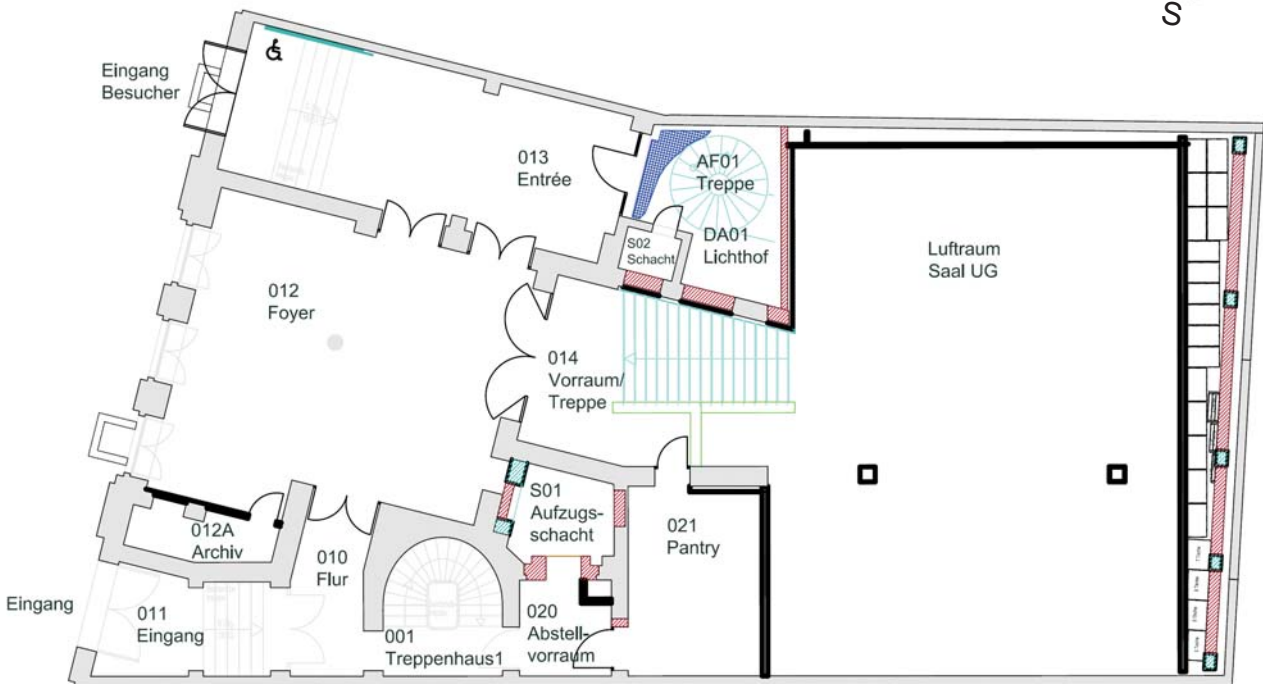 S
Eingang
Besucher
013
Entrée
AF01
Treppe
S02
Schacht
DA01
Lichthof
Luftraum
Saal UG
012
Foyer
014
Vorraum/
Treppe
S01
Aufzugs-
schacht
021
Pantry
012A
Archiv
010
Flur
Eingang
011
Eingang
001
Treppenhaus1
020
Abstell-
vorraum